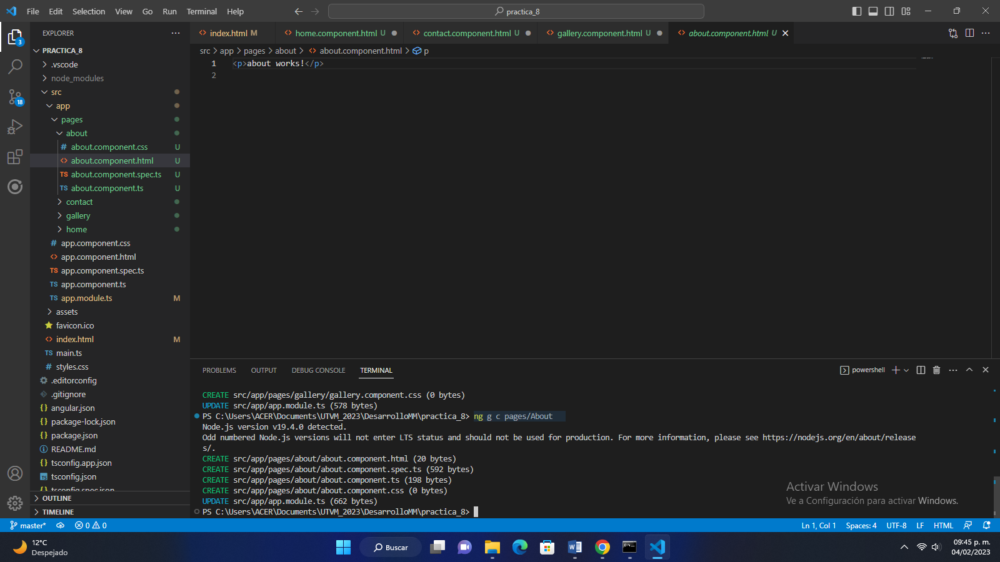 File Edit Selection View Go Run Terminal Help
practica_8
EXPLORER
index.html M
home.component.html U
contact.component.html U
gallery.component.html U
about.component.html U
PRACTICA_8
src > app > pages > about > about.component.html > p
.vscode
node_modules
src
app
pages
about
about.component.css U
about.component.html U
about.component.spec.ts U
about.component.ts U
contact
gallery
home
app.component.css
app.component.html
app.component.spec.ts
app.component.ts
app.module.ts M
assets
favicon.ico
index.html M
main.ts
styles.css
.editorconfig
.gitignore
angular.json
package-lock.json
package.json
README.md
tsconfig.app.json
tsconfig.json
tsconfig.spec.json
OUTLINE
TIMELINE
3
18
1 <p>about works!</p>
2
PROBLEMS OUTPUT DEBUG CONSOLE TERMINAL
powershell
CREATE src/app/pages/gallery/gallery.component.css (0 bytes)
UPDATE src/app/app.module.ts (578 bytes)
PS C:\Users\ACER\Documents\UTVM_2023\DesarrolloMM\practica_8> ng g c pages/About
Node.js version v19.4.0 detected.
Odd numbered Node.js versions will not enter LTS status and should not be used for production. For more information, please see https://nodejs.org/en/about/release
s/.
CREATE src/app/pages/about/about.component.html (20 bytes)
CREATE src/app/pages/about/about.component.spec.ts (592 bytes)
CREATE src/app/pages/about/about.component.ts (198 bytes)
CREATE src/app/pages/about/about.component.css (0 bytes)
UPDATE src/app/app.module.ts (662 bytes)
PS C:\Users\ACER\Documents\UTVM_2023\DesarrolloMM\practica_8>
Activar Windows
Ve a Configuración para activar Windows.
master* 0 0
Ln 1, Col 1 Spaces: 4 UTF-8 LF HTML
12°C
Despejado
Buscar
09:45 p. m.
04/02/2023